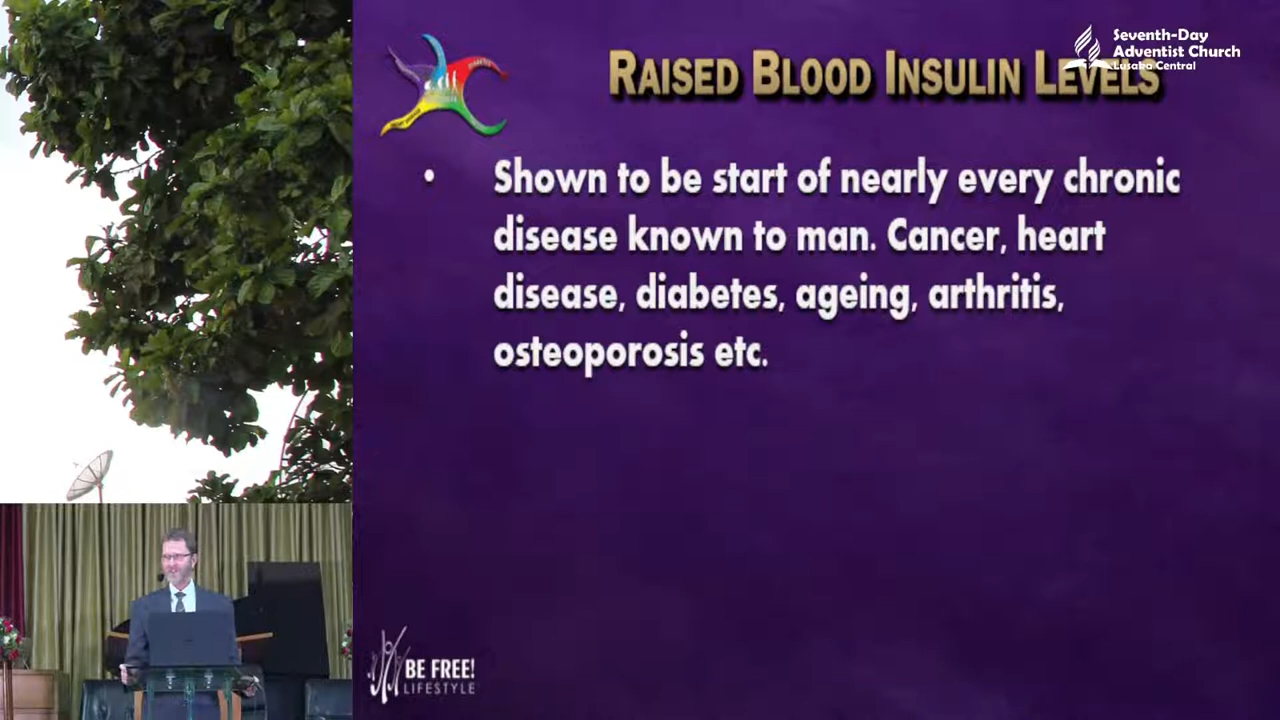 Seventh-Day
Adventist Church
Lusaka Central
RAISED BLOOD INSULIN LEVELS
• Shown to be start of nearly every chronic
disease known to man. Cancer, heart
disease, diabetes, ageing, arthritis,
osteoporosis etc.
BE FREE!
LIFESTYLE